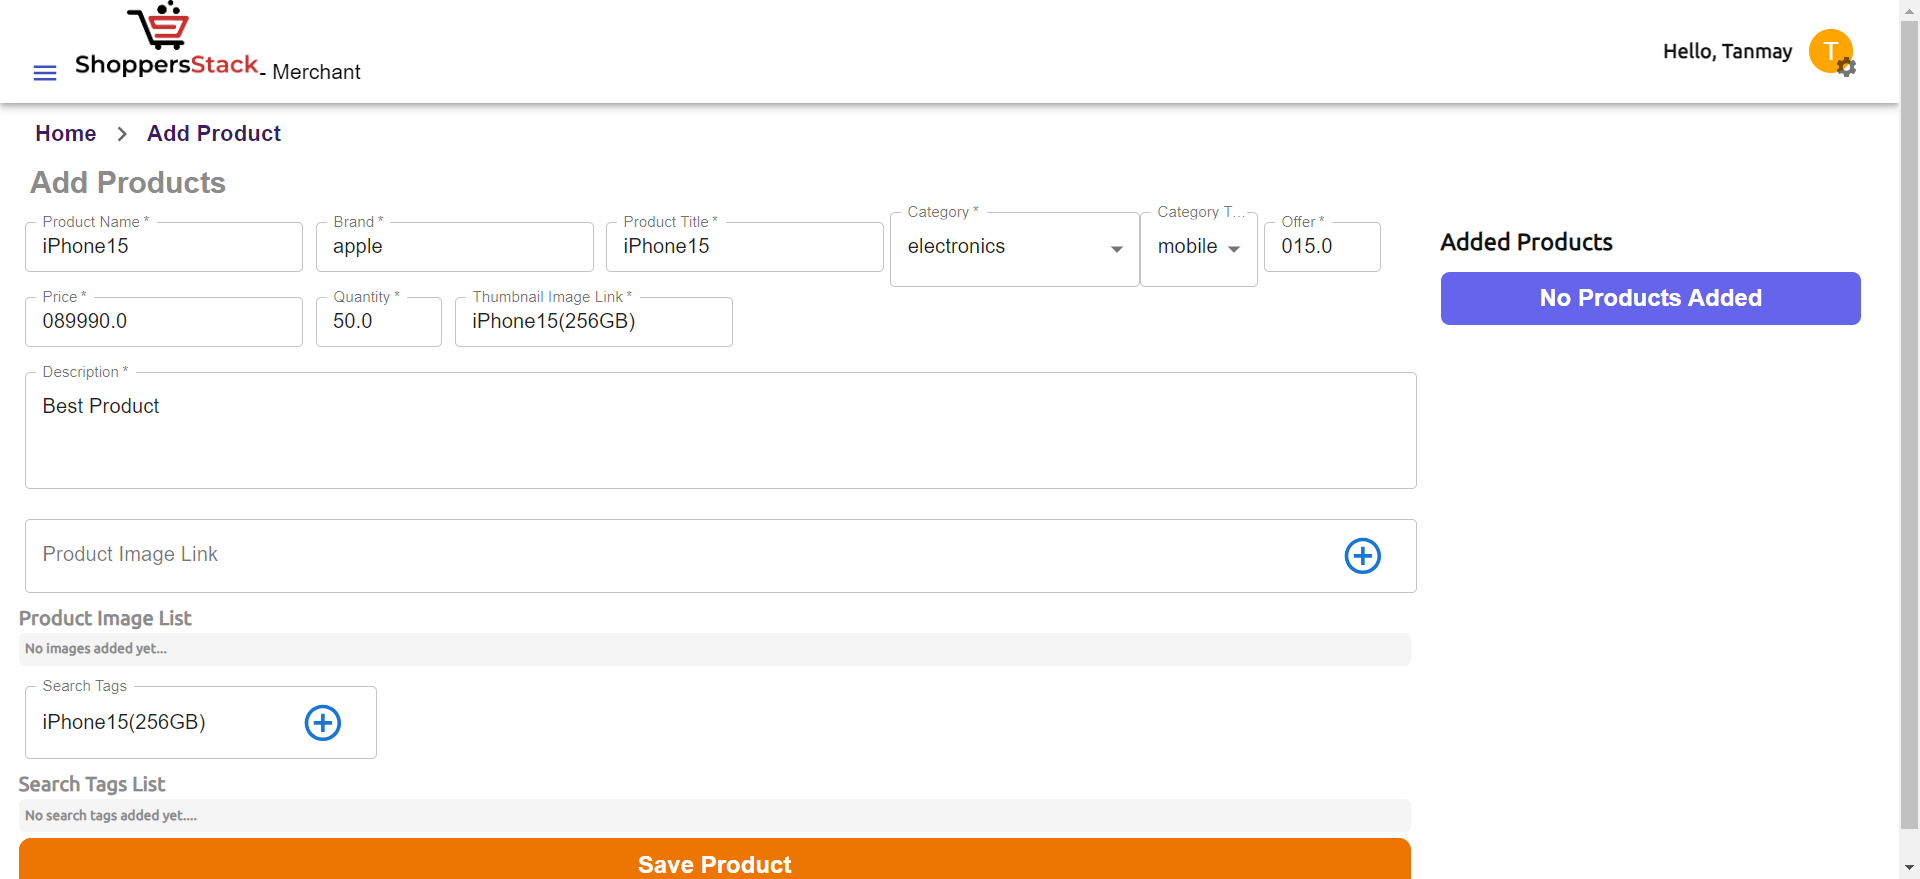 ShoppersStack - Merchant
Hello, Tanmay
T
Home > Add Product
Add Products
Product Name *
iPhone15
Brand *
apple
Product Title *
iPhone15
Category *
electronics
Category T...
mobile
Offer *
015.0
Price *
089990.0
Quantity *
50.0
Thumbnail Image Link *
iPhone15(256GB)
Description *
Best Product
Product Image Link
Product Image List
No images added yet...
Search Tags
iPhone15(256GB)
Search Tags List
No search tags added yet....
Save Product
Added Products
No Products Added